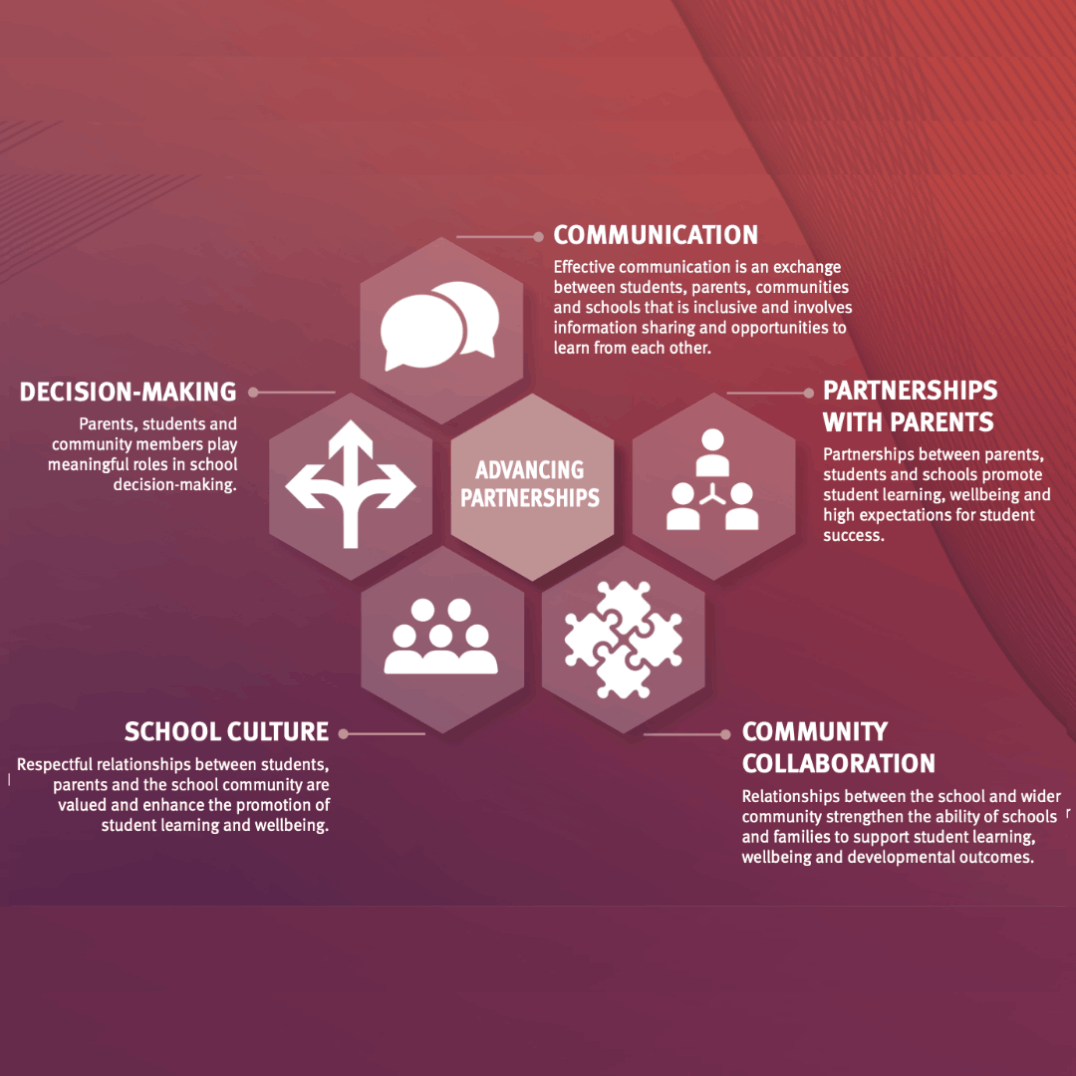 COMMUNICATION
Effective communication is an exchange
between students, parents, communities
and schools that is inclusive and involves
information sharing and opportunities to
learn from each other.
DECISION-MAKING
Parents, students and
community members play
meaningful roles in school
decision-making.
ADVANCING
PARTNERSHIPS
PARTNERSHIPS
WITH PARENTS
Partnerships between parents,
students and schools promote
student learning, wellbeing and
high expectations for student
success.
SCHOOL CULTURE
Respectful relationships between students,
parents and the school community are
valued and enhance the promotion of
student learning and wellbeing.
COMMUNITY
COLLABORATION
Relationships between the school and wider
community strengthen the ability of schools
and families to support student learning,
wellbeing and developmental outcomes.